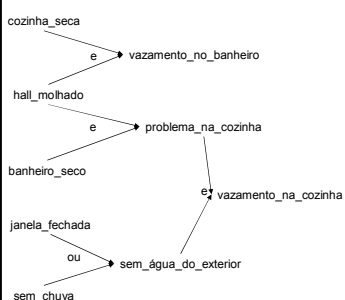 cozinha_seca
e
vazamento_no_banheiro
hall_molhado
e
problema_na_cozinha
banheiro_seco
e
vazamento_na_cozinha
janela_fechada
ou
sem_água_do_exterior
sem_chuva